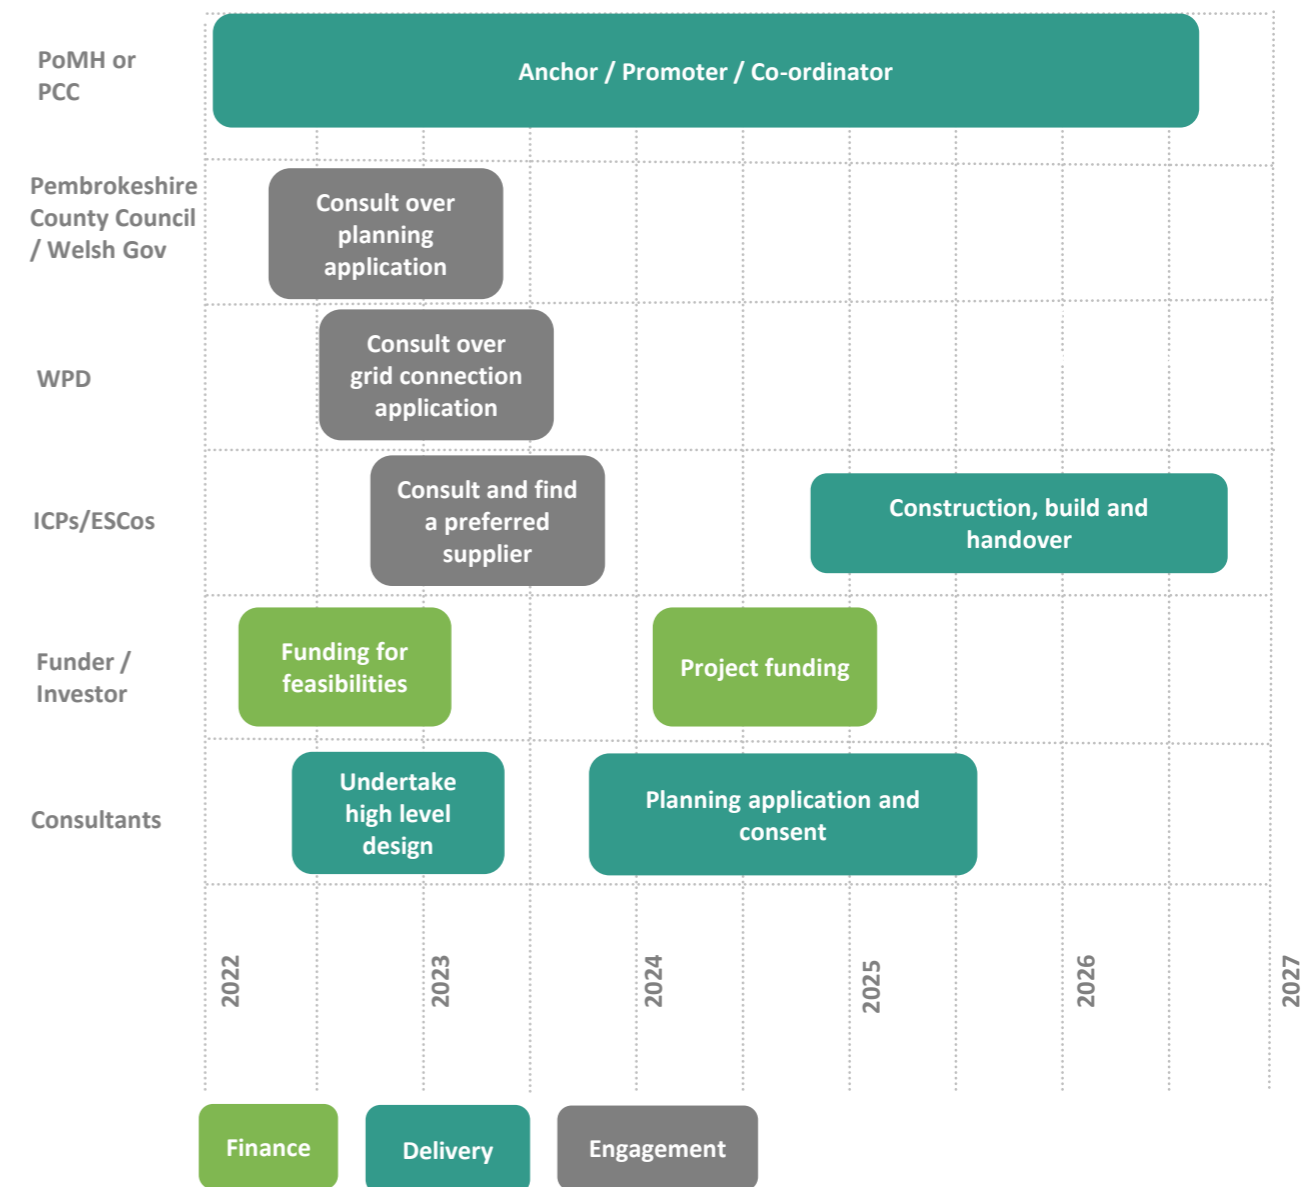 PoMH or
PCC
Anchor / Promoter / Co-ordinator
Pembrokeshire
County Council
/ Welsh Gov
Consult over
planning
application
WPD
Consult over
grid connection
application
ICPs/ESCos
Consult and find
a preferred
supplier
Construction, build and
handover
Funder /
Investor
Funding for
feasibilities
Project funding
Consultants
Undertake
high level
design
Planning application and
consent
2022
2023
2024
2025
2026
2027
Finance
Delivery
Engagement